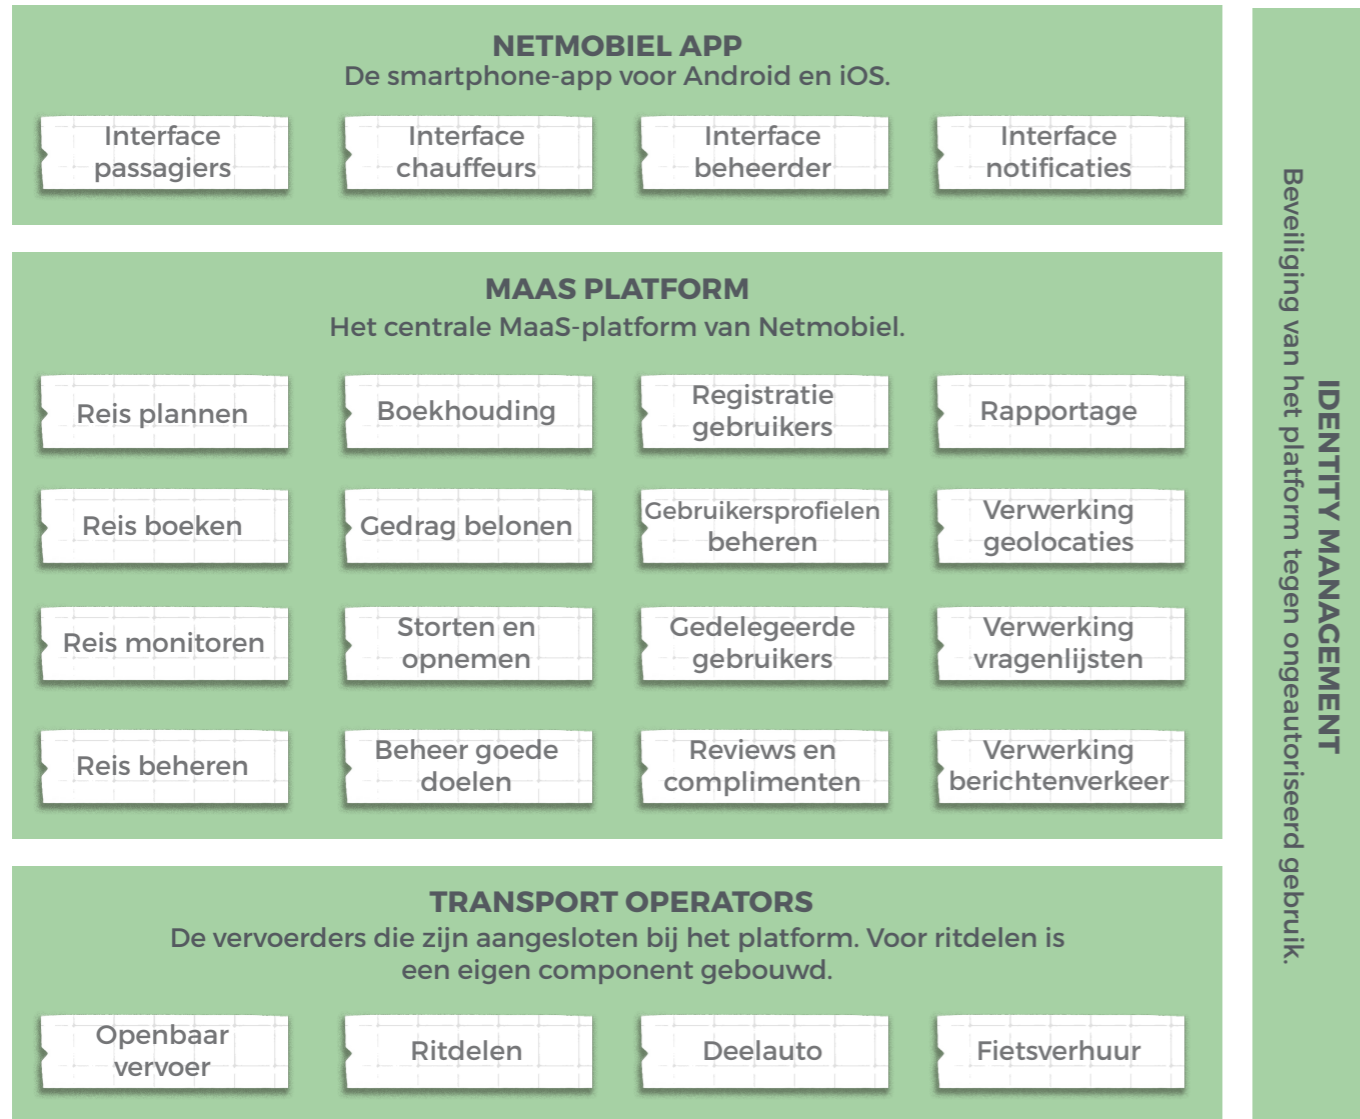 NETMOBIEL APP
De smartphone-app voor Android en iOS.
Interface
passagiers
Interface
chauffeurs
Interface
beheerder
Interface
notificaties
MAAS PLATFORM
Het centrale MaaS-platform van Netmobiel.
Reis plannen
Boekhouding
Registratie
gebruikers
Rapportage
Reis boeken
Gedrag belonen
Gebruikersprofielen
beheren
Verwerking
geolocaties
Reis monitoren
Storten en
opnemen
Gedelegeerde
gebruikers
Verwerking
vragenlijsten
Reis beheren
Beheer goede
doelen
Reviews en
complimenten
Verwerking
berichtenverkeer
TRANSPORT OPERATORS
De vervoerders die zijn aangesloten bij het platform. Voor ritdelen is
een eigen component gebouwd.
Openbaar
vervoer
Ritdelen
Deelauto
Fietsverhuur
IDENTITY MANAGEMENT
Beveiliging van het platform tegen ongeautoriseerd gebruik.